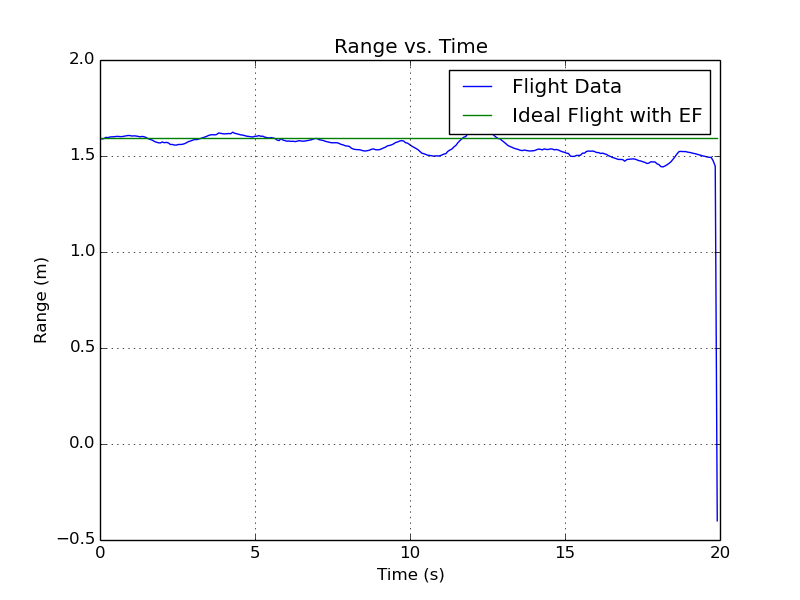 Range vs. Time
Flight Data
Ideal Flight with EF
2.0
1.5
1.0
0.5
0.0
−0.5
Range (m)
0 5 10 15 20
Time (s)